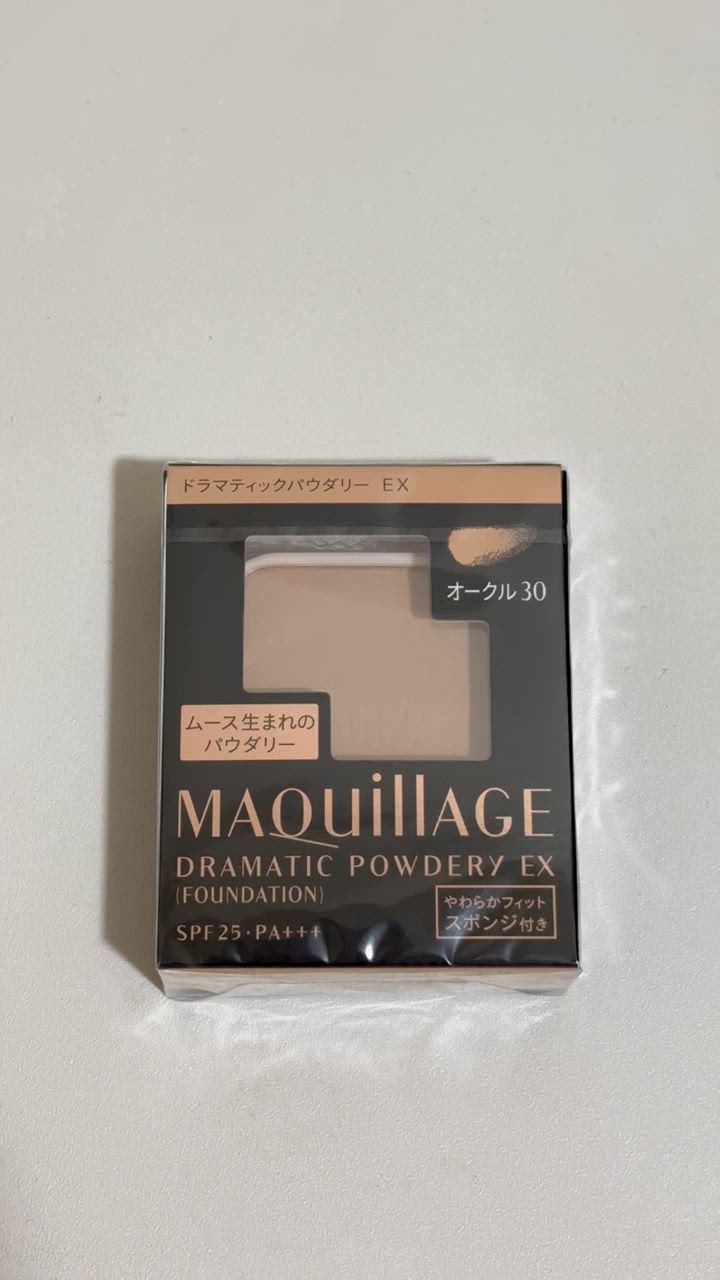 ドラマティックパウダリー EX
オークル30
ムース生まれの
パウダリー
MAQuillAGE
DRAMATIC POWDERY EX
(FOUNDATION)
SPF25・PA+++
やわらかフィット
スポンジ付き